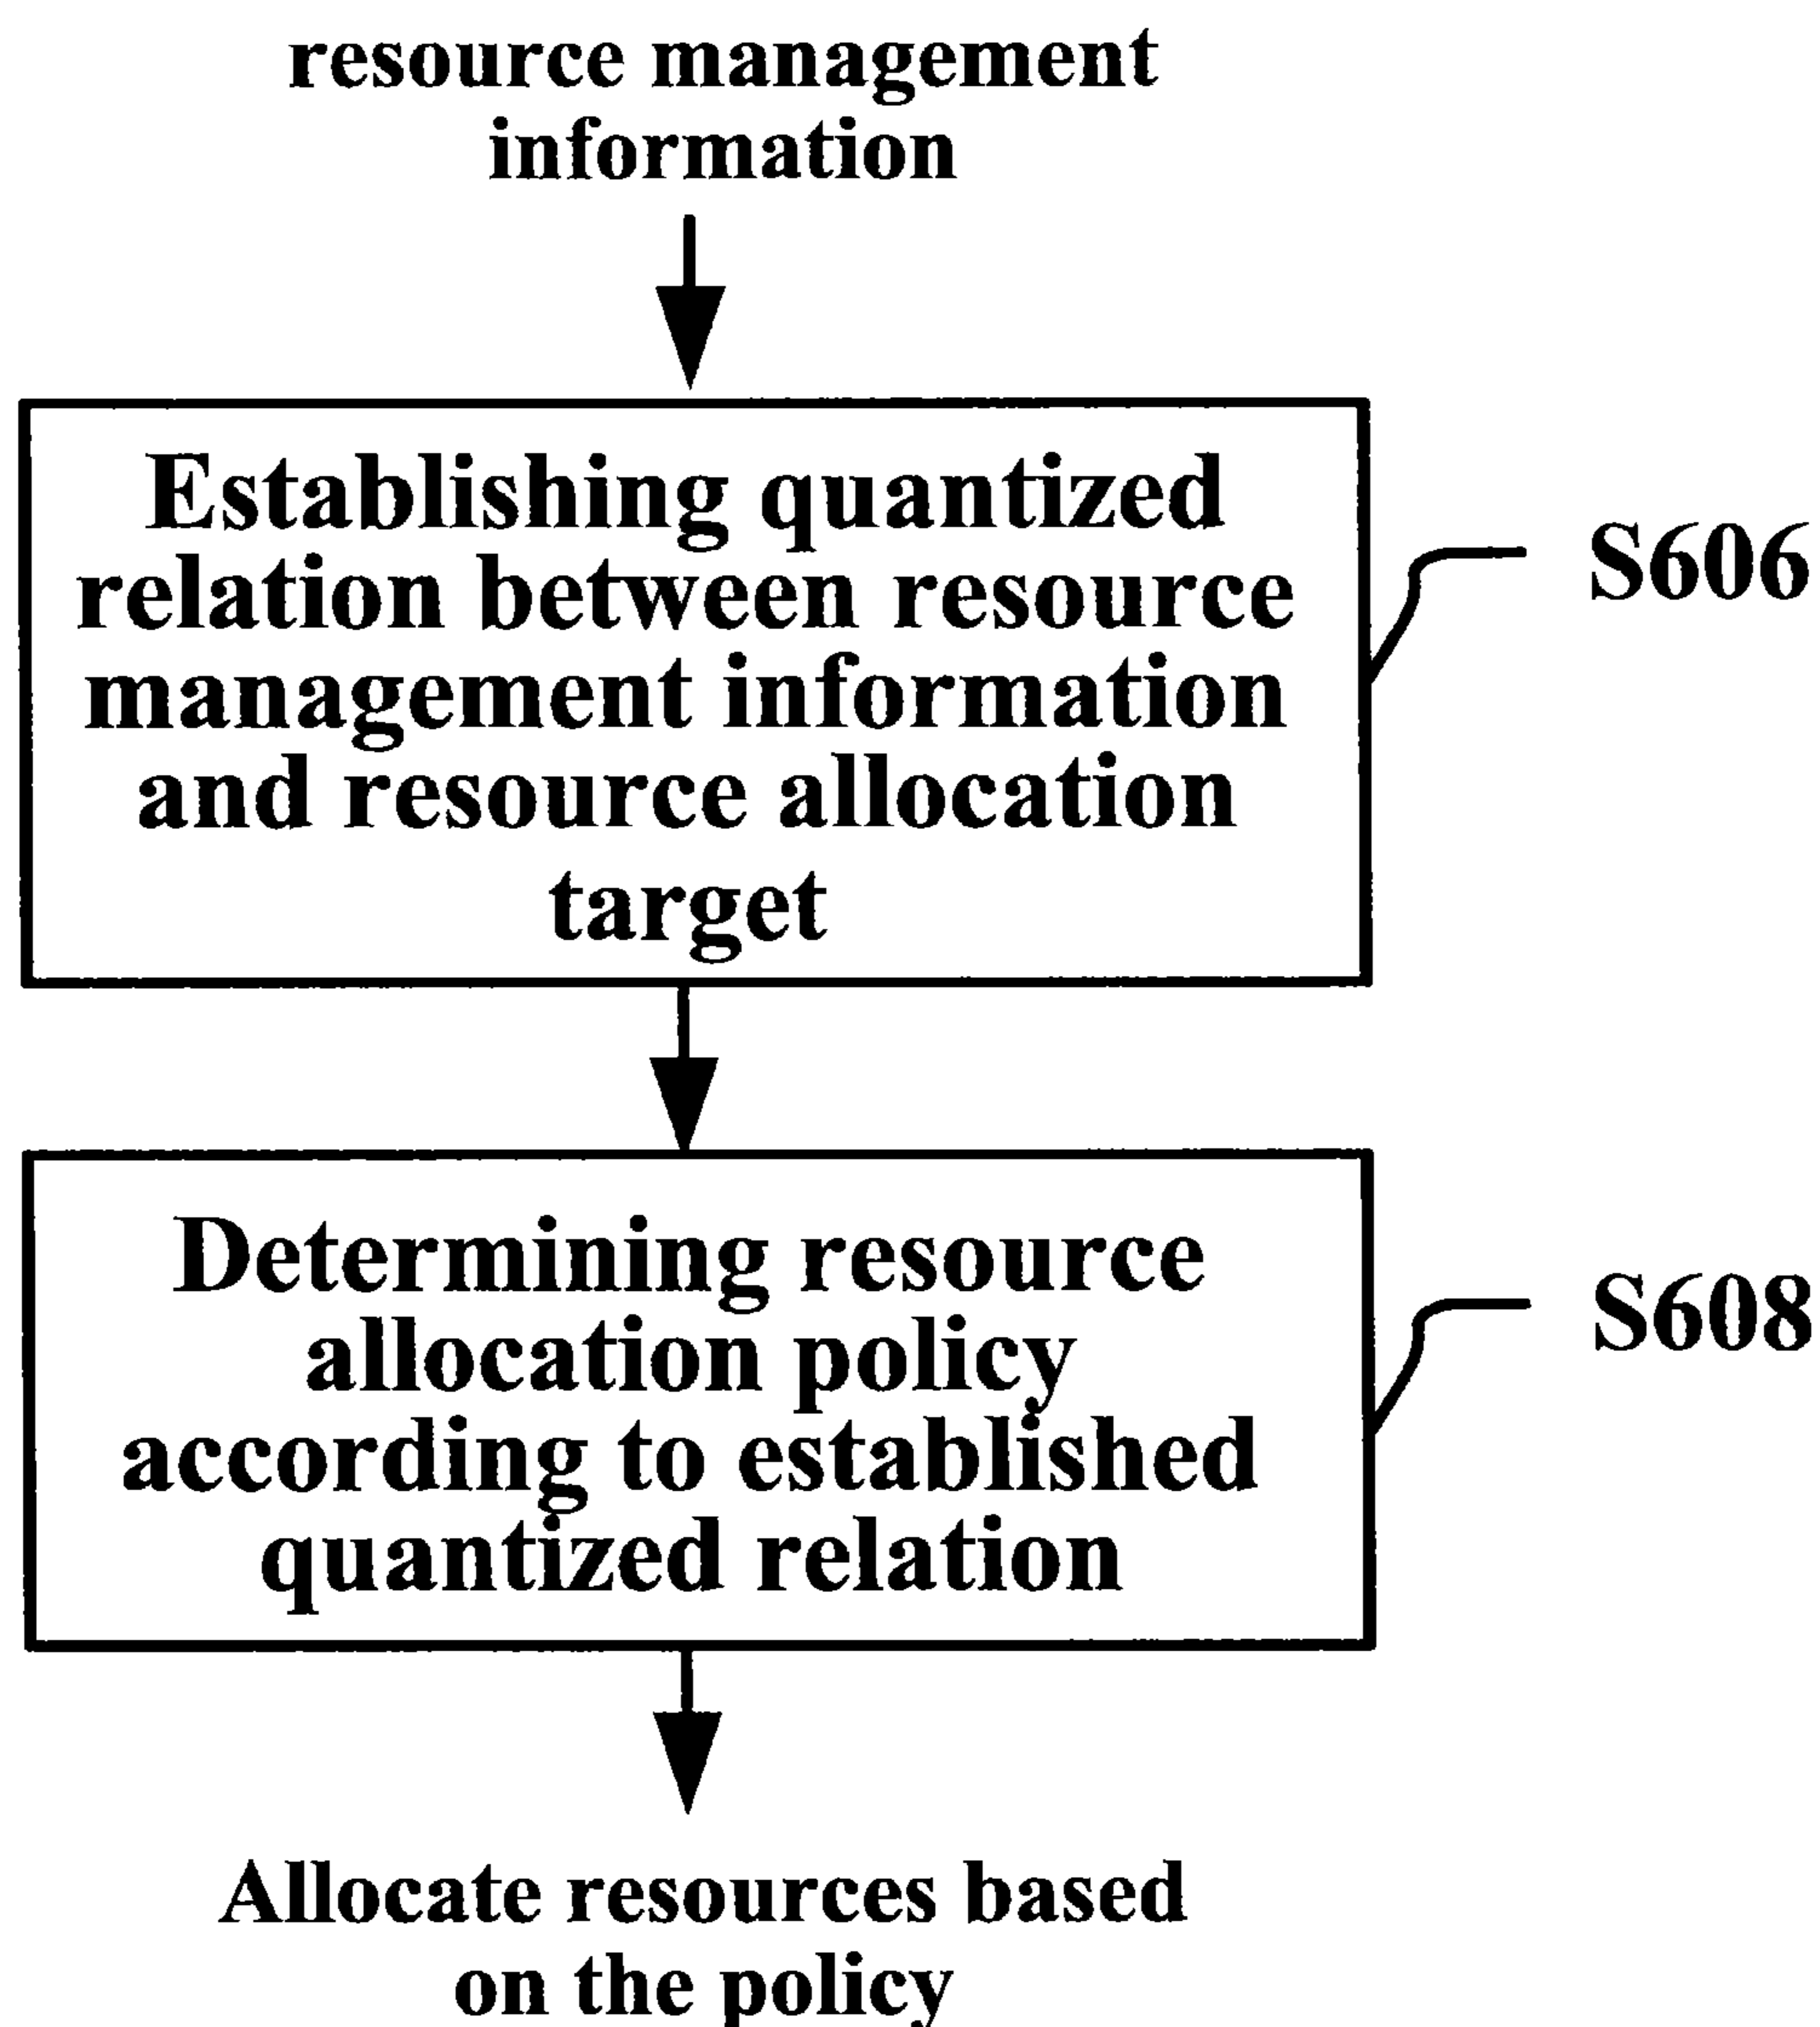 resource management
information
Establishing quantized
relation between resource
management information
and resource allocation
target
S606
Determining resource
allocation policy
according to established
quantized relation
S608
Allocate resources based
on the policy